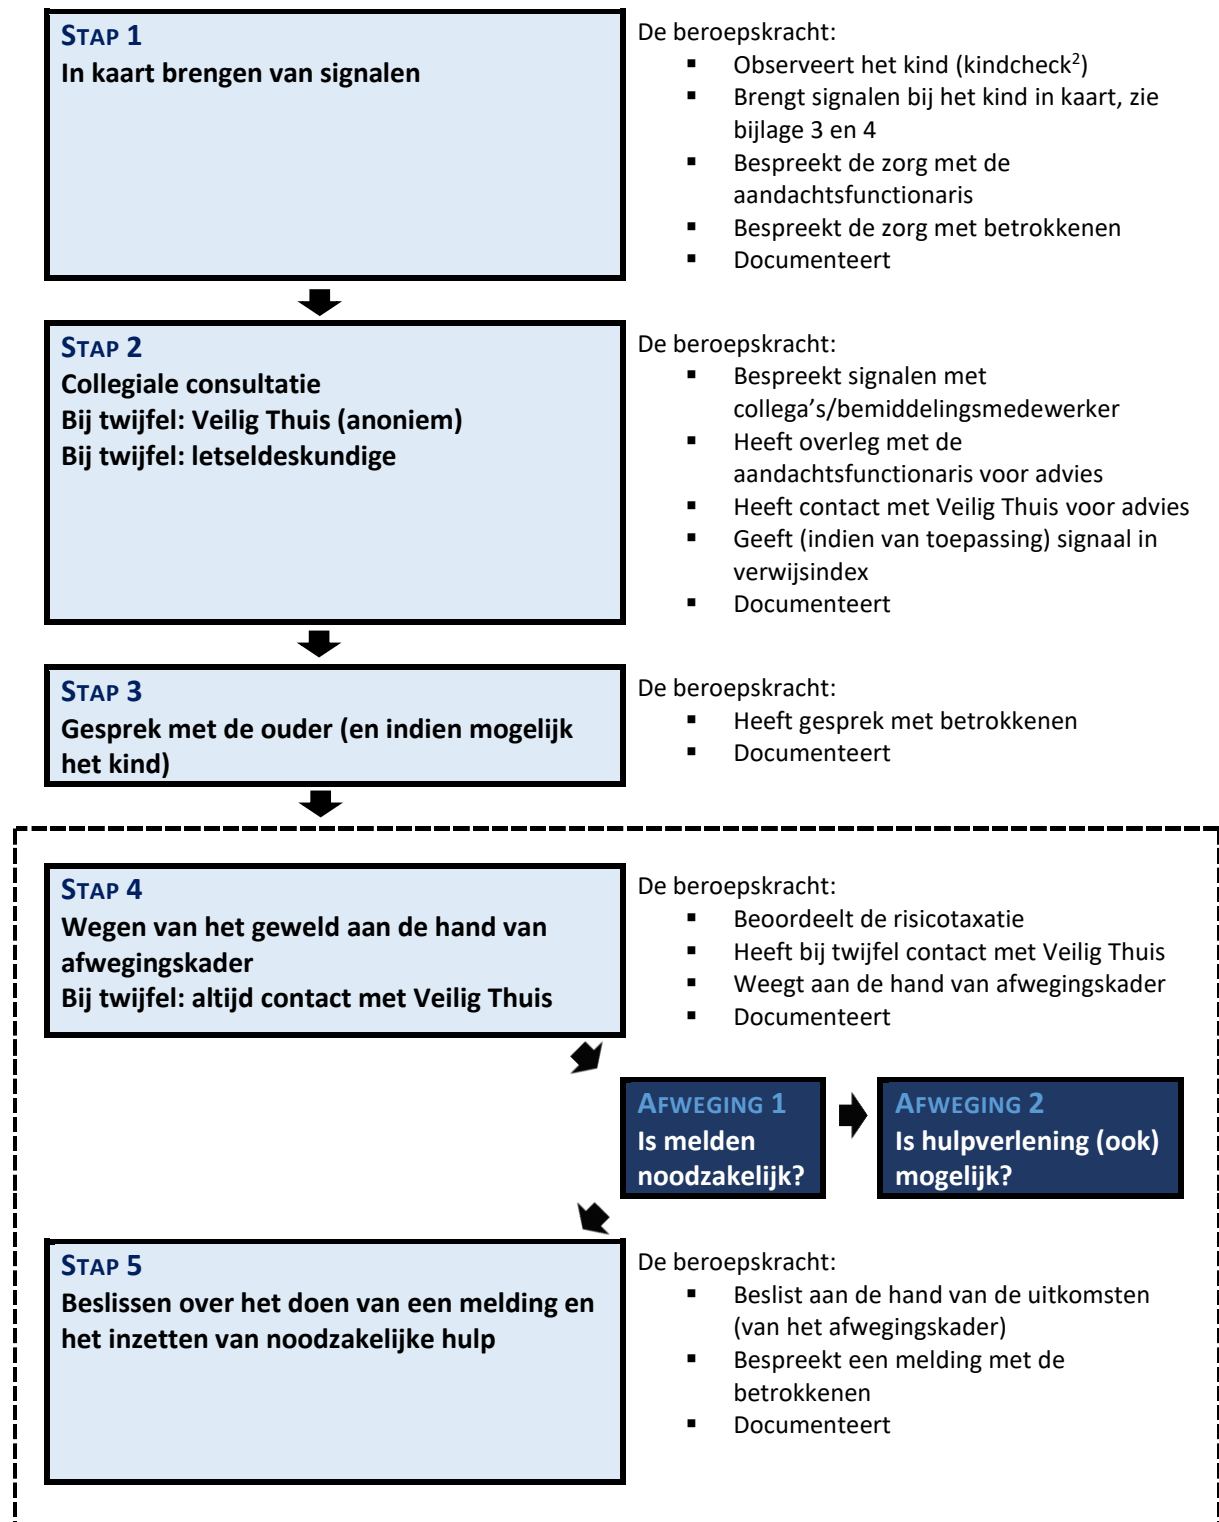 STAP 1
In kaart brengen van signalen
De beroepskracht:
▪ Observeert het kind (kindcheck²)
▪ Brengt signalen bij het kind in kaart, zie
bijlage 3 en 4
▪ Bespreekt de zorg met de
aandachtsfunctionaris
▪ Bespreekt de zorg met betrokkenen
▪ Documenteert
STAP 2
Collegiale consultatie
Bij twijfel: Veilig Thuis (anoniem)
Bij twijfel: letseldeskundige
De beroepskracht:
▪ Bespreekt signalen met
collega’s/bemiddelingsmedewerker
▪ Heeft overleg met de
aandachtsfunctionaris voor advies
▪ Heeft contact met Veilig Thuis voor advies
▪ Geeft (indien van toepassing) signaal in
verwijsindex
▪ Documenteert
STAP 3
Gesprek met de ouder (en indien mogelijk
het kind)
De beroepskracht:
▪ Heeft gesprek met betrokkenen
▪ Documenteert
STAP 4
Wegen van het geweld aan de hand van
afwegingskader
Bij twijfel: altijd contact met Veilig Thuis
De beroepskracht:
▪ Beoordeelt de risicotaxatie
▪ Heeft bij twijfel contact met Veilig Thuis
▪ Weegt aan de hand van afwegingskader
▪ Documenteert
AFWEGING 1
Is melden
noodzakelijk?
AFWEGING 2
Is hulpverlening (ook)
mogelijk?
STAP 5
Beslissen over het doen van een melding en
het inzetten van noodzakelijke hulp
De beroepskracht:
▪ Beslist aan de hand van de uitkomsten
(van het afwegingskader)
▪ Bespreekt een melding met de
betrokkenen
▪ Documenteert